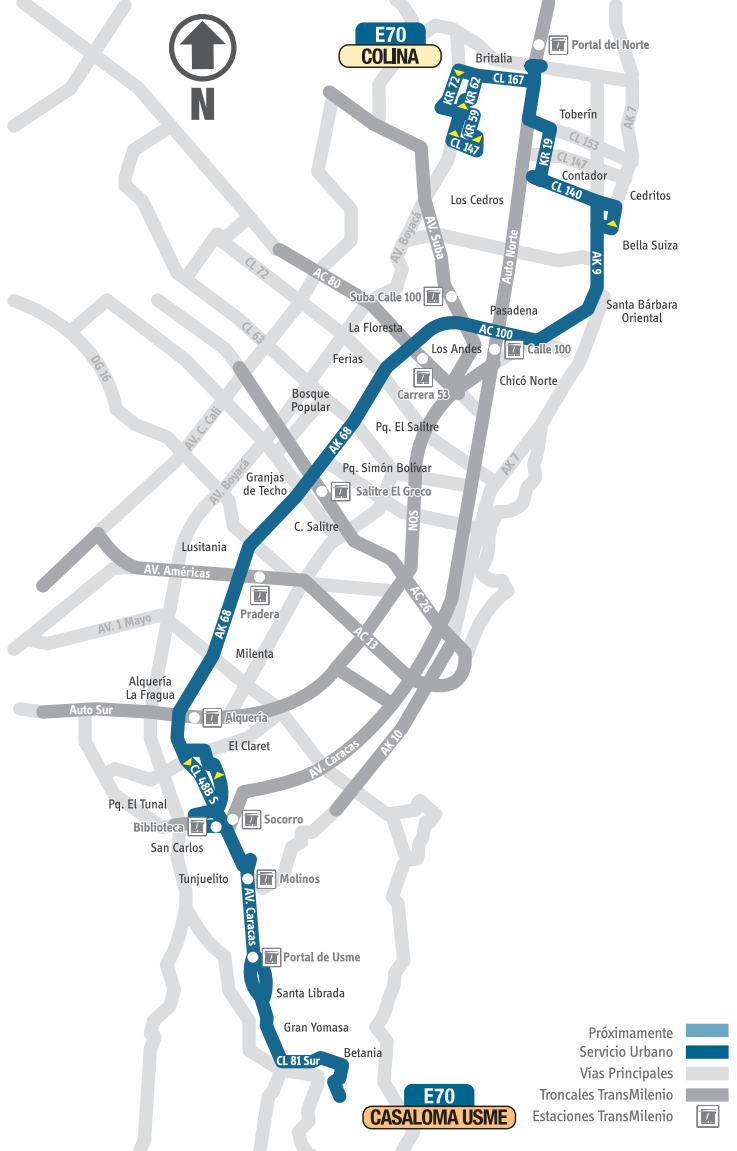 E70
COLINA
N
Portal del Norte
Britalia
CL 167
KR 72
KR 62
KR 59
CL 147
Toberín
CL 153
CL 147
AK 7
KR 19
Contador
CL 140
Cedritos
Los Cedros
Bella Suiza
AV. Boyacá
AV. Suba
Auto Norte
AK 9
CL 72
AC 80
Suba Calle 100
Pasadena
Santa Bárbara
Oriental
La Floresta
AC 100
CL 63
Ferias
Los Andes
Calle 100
DG 16
Carrera 53
Chicó Norte
Bosque
Popular
AV. C. Cali
Pq. El Salitre
AK 68
AK 7
AV. Boyacá
Pq. Simón Bolívar
Granjas
de Techo
Salitre El Greco
NQS
C. Salitre
Lusitania
AV. Américas
AC 26
Pradera
AV. 1 Mayo
AK 68
AC 13
Milenta
Alquería
La Fragua
Auto Sur
Alquería
El Claret
AK 10
AV. Caracas
CL 48B S
Pq. El Tunal
Biblioteca
Socorro
San Carlos
Tunjuelito
Molinos
AV. Caracas
Portal de Usme
Santa Librada
Gran Yomasa
CL 81 Sur
Betania
E70
CASALOMA USME
Próximamente
Servicio Urbano
Vías Principales
Troncales TransMilenio
Estaciones TransMilenio